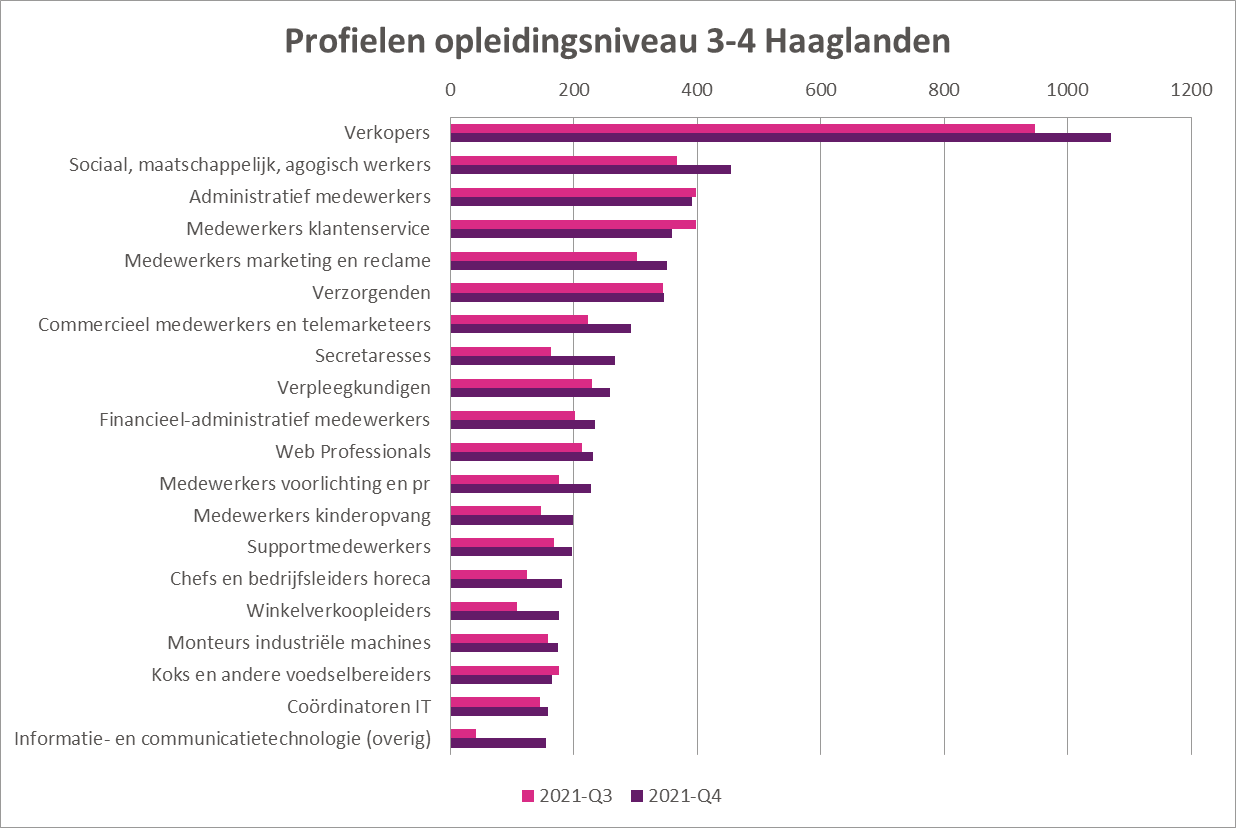 Profielen opleidingsniveau 3-4 Haaglanden
0 200 400 600 800 1000 1200
Verkopers
Sociaal, maatschappelijk, agogisch werkers
Administratief medewerkers
Medewerkers klantenservice
Medewerkers marketing en reclame
Verzorgenden
Commercieel medewerkers en telemarketeers
Secretaresses
Verpleegkundigen
Financieel-administratief medewerkers
Web Professionals
Medewerkers voorlichting en pr
Medewerkers kinderopvang
Supportmedewerkers
Chefs en bedrijfsleiders horeca
Winkelverkoopleiders
Monteurs industriële machines
Koks en andere voedselbereiders
Coördinatoren IT
Informatie- en communicatietechnologie (overig)
2021-Q3 2021-Q4